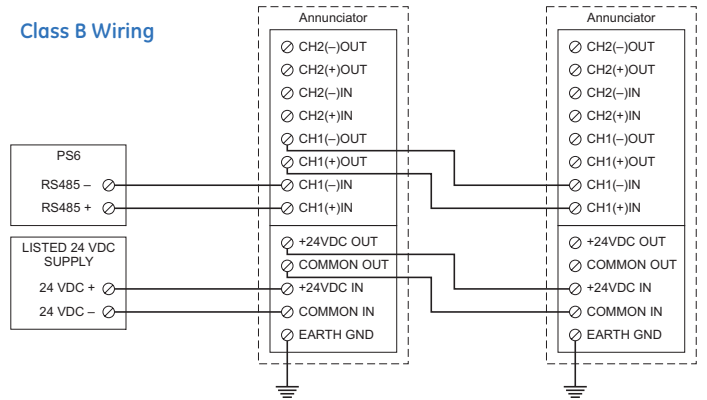 Class B Wiring
Annunciator
CH2(–)OUT
CH2(+)OUT
CH2(–)IN
CH2(+)IN
CH1(–)OUT
CH1(+)OUT
CH1(–)IN
CH1(+)IN
+24VDC OUT
COMMON OUT
+24VDC IN
COMMON IN
EARTH GND
PS6
RS485 –
RS485 +
LISTED 24 VDC
SUPPLY
24 VDC +
24 VDC –
Annunciator
CH2(–)OUT
CH2(+)OUT
CH2(–)IN
CH2(+)IN
CH1(–)OUT
CH1(+)OUT
CH1(–)IN
CH1(+)IN
+24VDC OUT
COMMON OUT
+24VDC IN
COMMON IN
EARTH GND